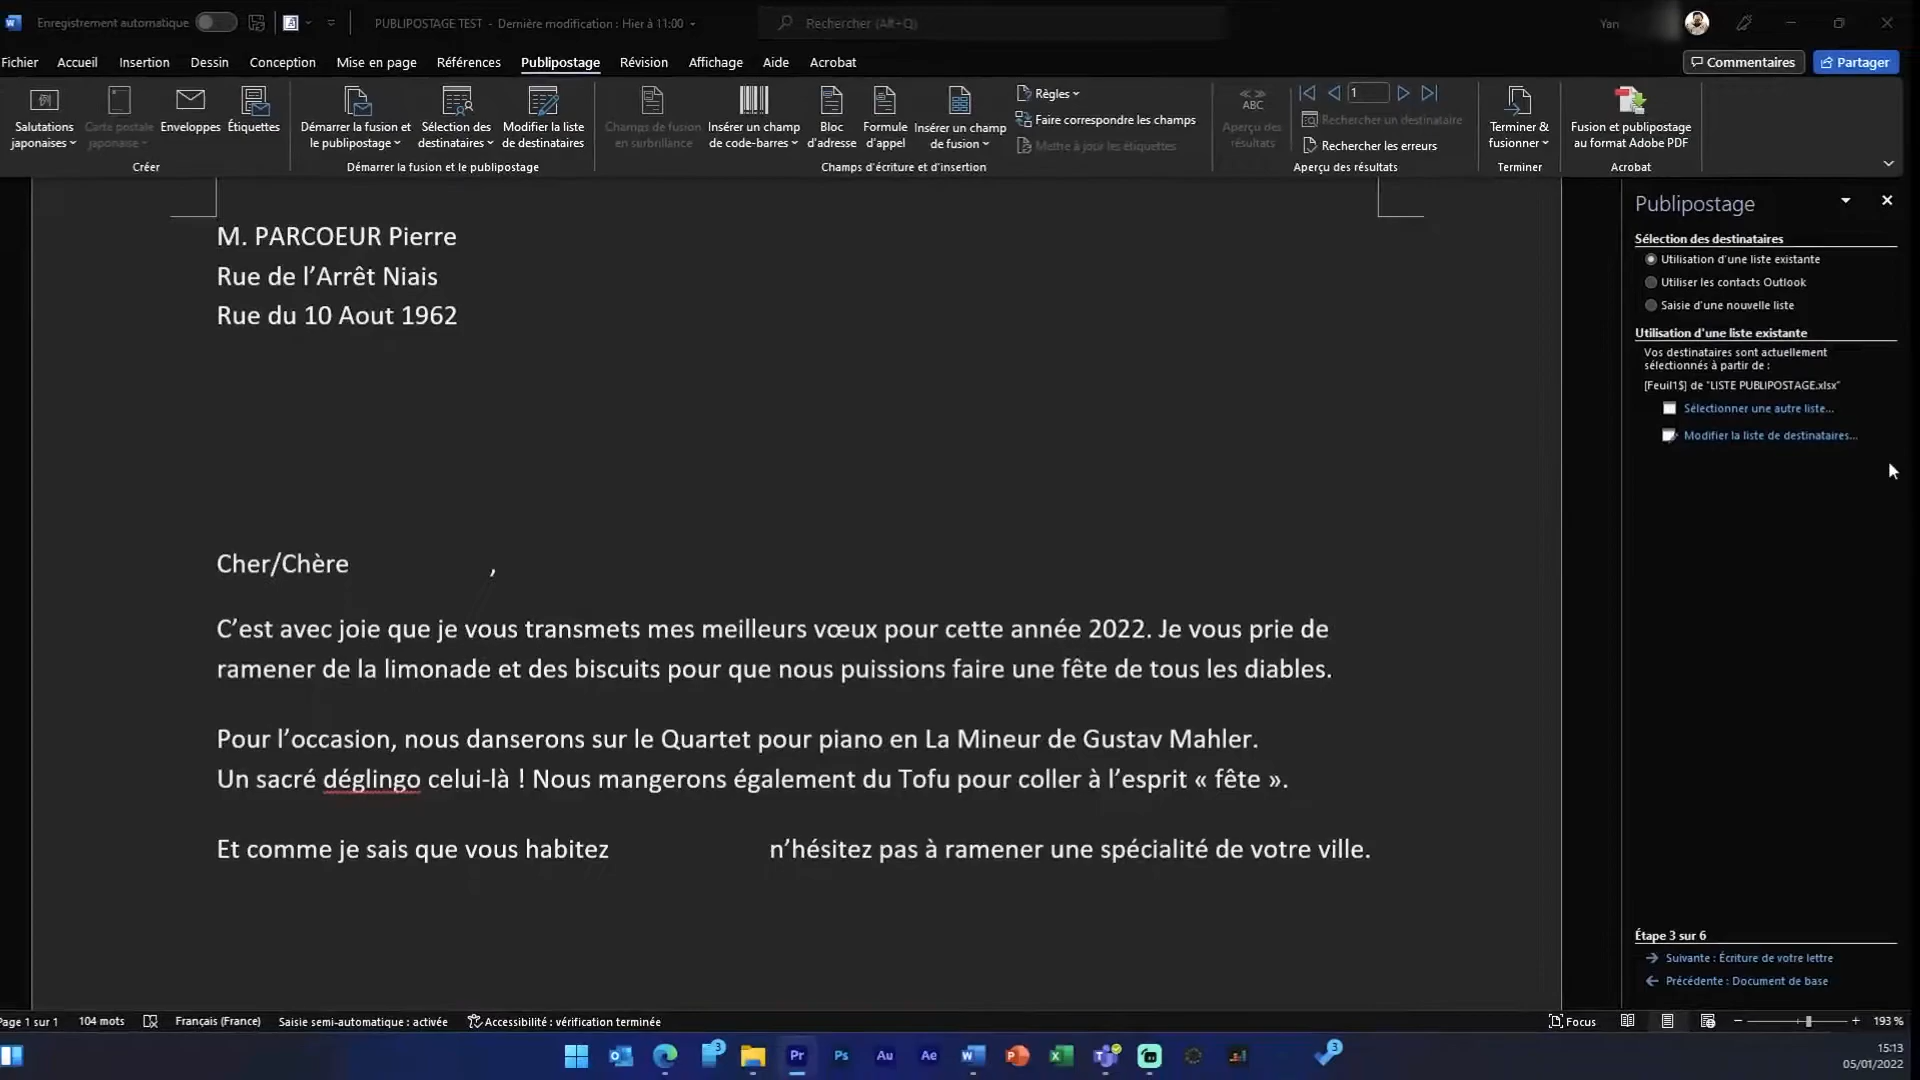 Enregistrement automatique
PUBLIPOSTAGE TEST - Dernière modification : Hier à 11:00
Rechercher (Alt+Q)
Yan
Fichier Accueil Insertion Dessin Conception Mise en page Références Publipostage Révision Affichage Aide Acrobat
Commentaires
Partager
Salutations japonaises
Carte postale japonaise
Enveloppes
Étiquettes
Créer
Démarrer la fusion et le publipostage
Sélection des destinataires
Modifier la liste de destinataires
Démarrer la fusion et le publipostage
Champs de fusion en surbrillance
Insérer un champ de code-barres
Bloc d'adresse
Formule d'appel
Insérer un champ de fusion
Règles
Faire correspondre les champs
Mettre à jour les étiquettes
Champs d'écriture et d'insertion
ABC
Aperçu des résultats
1
Rechercher un destinataire
Rechercher les erreurs
Aperçu des résultats
Terminer & fusionner
Terminer
Fusion et publipostage au format Adobe PDF
Acrobat
M. PARCOEUR Pierre
Rue de l’Arrêt Niais
Rue du 10 Aout 1962
Cher/Chère ,
C’est avec joie que je vous transmets mes meilleurs vœux pour cette année 2022. Je vous prie de
ramener de la limonade et des biscuits pour que nous puissions faire une fête de tous les diables.
Pour l’occasion, nous danserons sur le Quartet pour piano en La Mineur de Gustav Mahler.
Un sacré déglingo celui-là ! Nous mangerons également du Tofu pour coller à l’esprit « fête ».
Et comme je sais que vous habitez n’hésitez pas à ramener une spécialité de votre ville.
Publipostage
Sélection des destinataires
Utilisation d'une liste existante
Utiliser les contacts Outlook
Saisie d'une nouvelle liste
Utilisation d'une liste existante
Vos destinataires sont actuellement
sélectionnés à partir de :
[Feuil1$] de "LISTE PUBLIPOSTAGE.xlsx"
Sélectionner une autre liste...
Modifier la liste de destinataires...
Étape 3 sur 6
Suivante : Écriture de votre lettre
Précédente : Document de base
Page 1 sur 1
104 mots
Français (France)
Saisie semi-automatique : activée
Accessibilité : vérification terminée
Focus
193 %
3
Pr
Ps
Au
Ae
3
15:13
05/01/2022